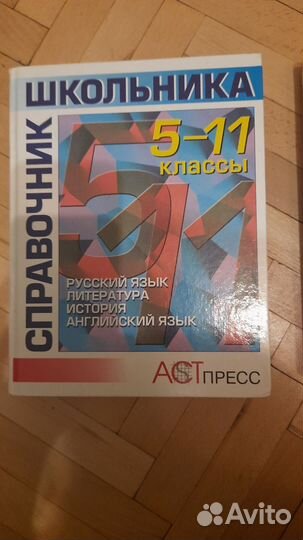 СПРАВОЧНИК
ШКОЛЬНИКА
5-11
КЛАССЫ
РУССКИЙ ЯЗЫК
ЛИТЕРАТУРА
ИСТОРИЯ
АНГЛИЙСКИЙ ЯЗЫК
АСТ ПРЕСС
Avito